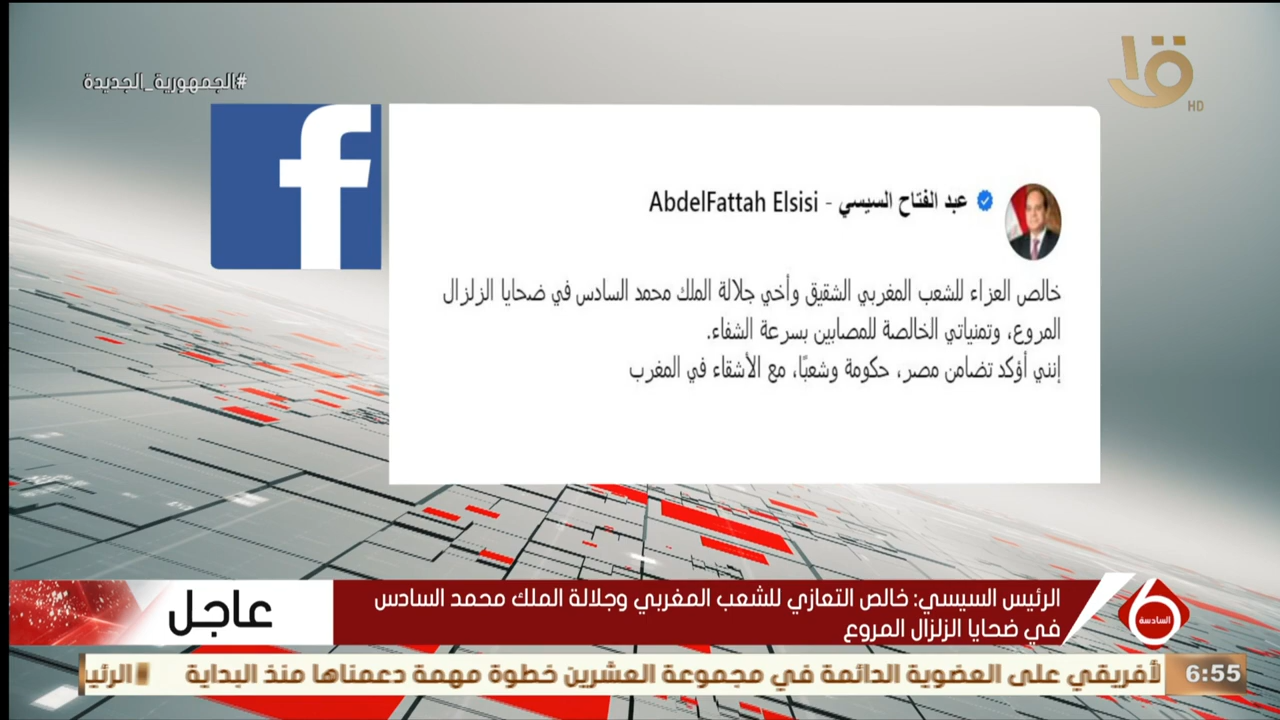 #الجمهورية_الجديدة
HD
عبد الفتاح السيسي - AbdelFattah Elsisi
خالص العزاء للشعب المغربي الشقيق وأخي جلالة الملك محمد السادس في ضحايا الزلزال
المروع، وتمنياتي الخالصة للمصابين بسرعة الشفاء.
إنني أؤكد تضامن مصر، حكومة وشعبًا، مع الأشقاء في المغرب
السادسة
الرئيس السيسي: خالص التعازي للشعب المغربي وجلالة الملك محمد السادس
في ضحايا الزلزال المروع
عاجل
6:55
لأفريقي على العضوية الدائمة في مجموعة العشرين خطوة مهمة دعمناها منذ البداية